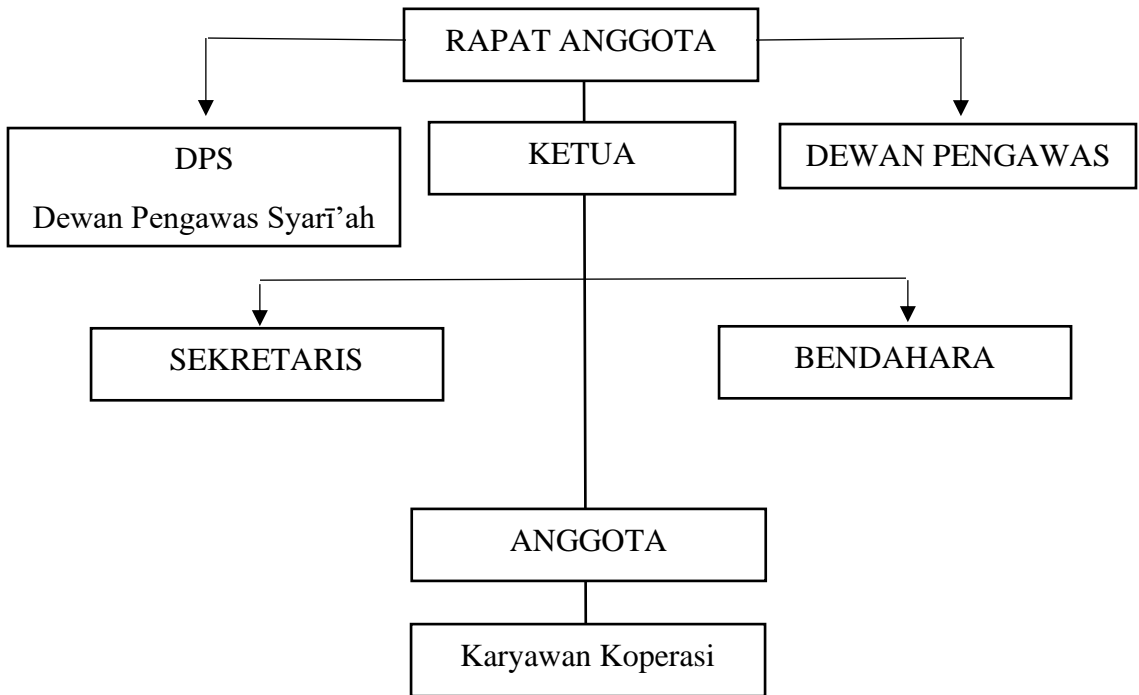 RAPAT ANGGOTA
DPS
Dewan Pengawas Syarī’ah
KETUA
DEWAN PENGAWAS
SEKRETARIS
BENDAHARA
ANGGOTA
Karyawan Koperasi